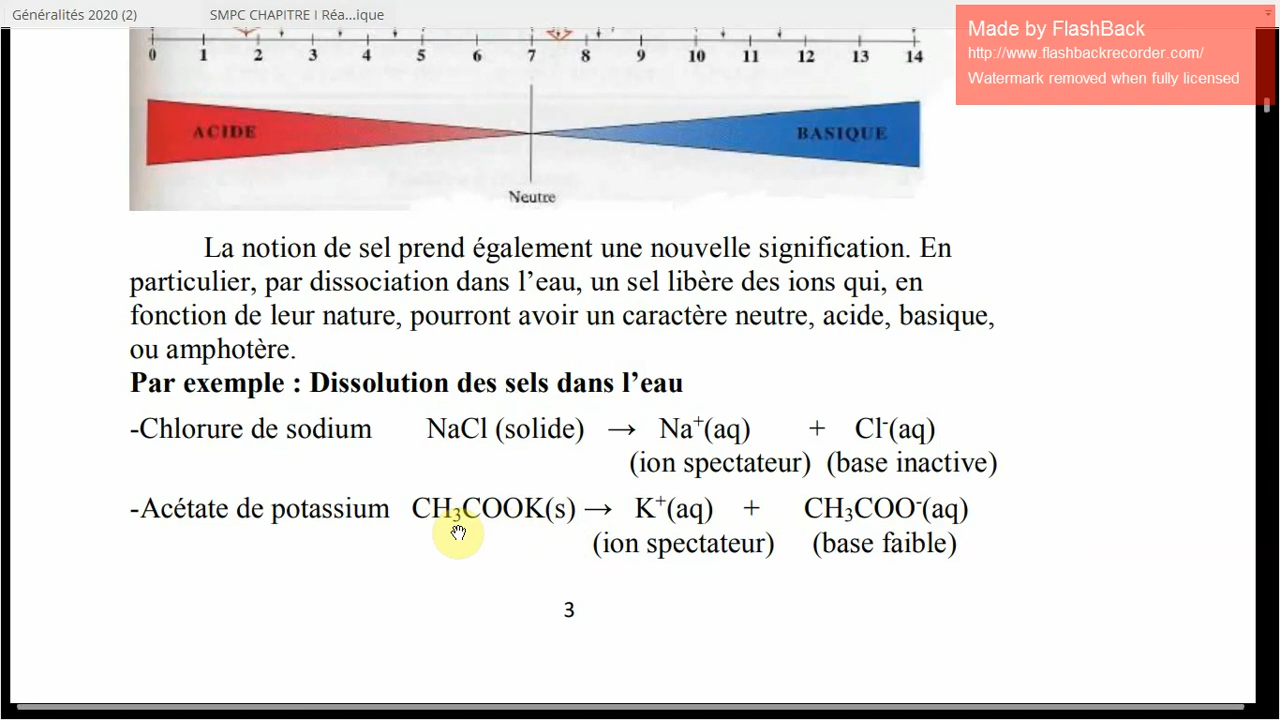 Généralités 2020 (2) SMPC CHAPITRE I Réa...ique
Made by FlashBack
http://www.flashbackrecorder.com/
Watermark removed when fully licensed
0 1 2 3 4 5 6 7 8 9 10 11 12 13 14
ACIDE BASIQUE
Neutre
La notion de sel prend également une nouvelle signification. En
particulier, par dissociation dans l’eau, un sel libère des ions qui, en
fonction de leur nature, pourront avoir un caractère neutre, acide, basique,
ou amphotère.
Par exemple : Dissolution des sels dans l’eau
-Chlorure de sodium NaCl (solide) → Na⁺(aq) + Cl⁻(aq)
(ion spectateur) (base inactive)
-Acétate de potassium CH₃COOK(s) → K⁺(aq) + CH₃COO⁻(aq)
(ion spectateur) (base faible)
3